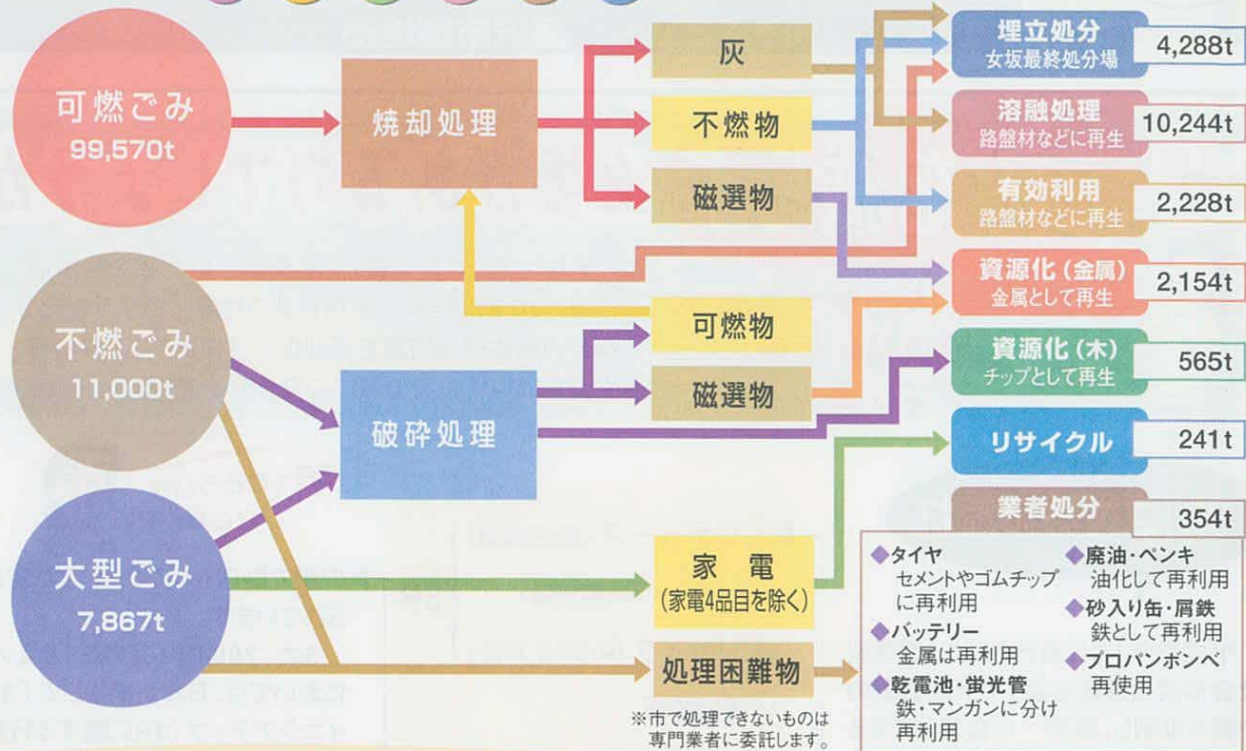 可燃ごみ
99,570t
不燃ごみ
11,000t
大型ごみ
7,867t
焼却処理
破砕処理
灰
不燃物
磁選物
可燃物
磁選物
家電
(家電4品目を除く)
処理困難物
※市で処理できないものは
専門業者に委託します。
埋立処分
女坂最終処分場
4,288t
溶融処理
路盤材などに再生
10,244t
有効利用
路盤材などに再生
2,228t
資源化(金属)
金属として再生
2,154t
資源化(木)
チップとして再生
565t
リサイクル
241t
業者処分
354t
◆タイヤ
セメントやゴムチップ
に再利用
◆バッテリー
金属は再利用
◆乾電池・蛍光管
鉄・マンガンに分け
再利用
◆廃油・ペンキ
油化して再利用
◆砂入り缶・屑鉄
鉄として再利用
◆プロパンボンベ
再使用